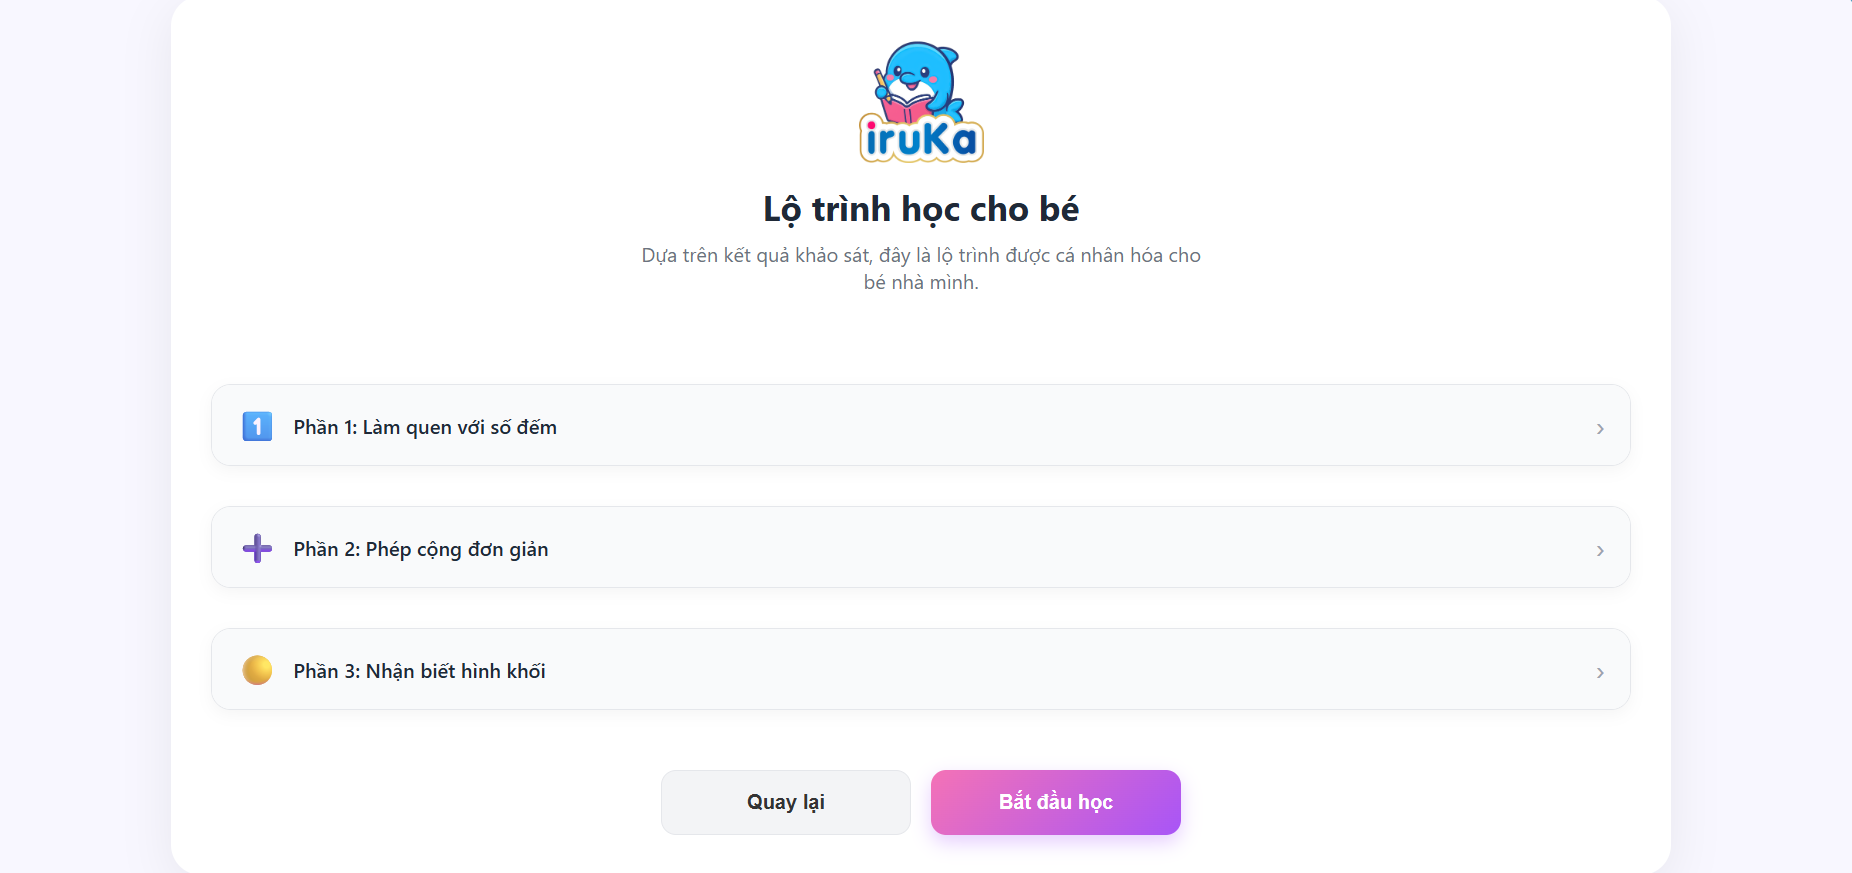 iruKa
Lộ trình học cho bé
Dựa trên kết quả khảo sát, đây là lộ trình được cá nhân hóa cho
bé nhà mình.
1
Phần 1: Làm quen với số đếm
Phần 2: Phép cộng đơn giản
Phần 3: Nhận biết hình khối
Quay lại
Bắt đầu học